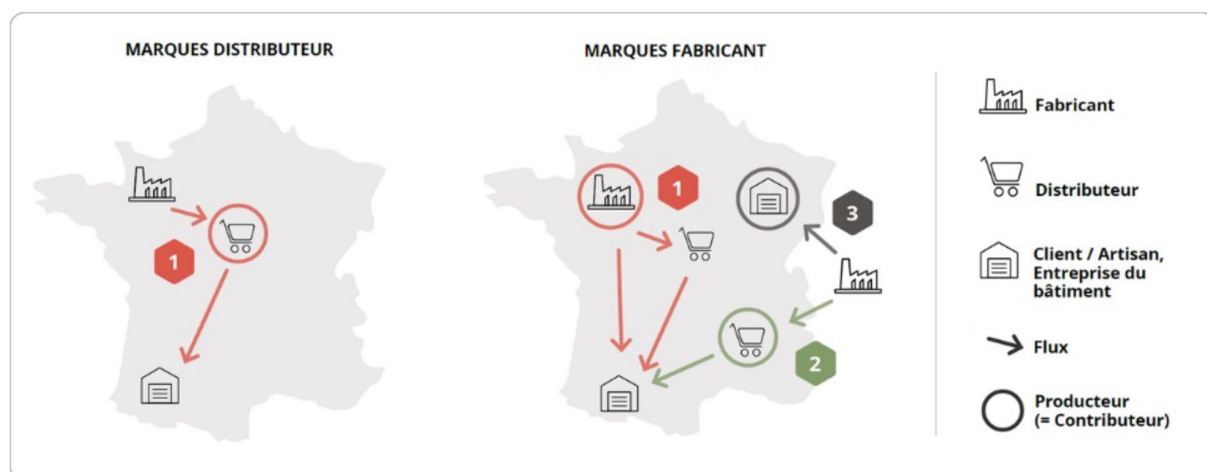 MARQUES DISTRIBUTEUR
1
MARQUES FABRICANT
1
3
2
Fabricant
Distributeur
Client / Artisan,
Entreprise du
bâtiment
Flux
Producteur
(= Contributeur)